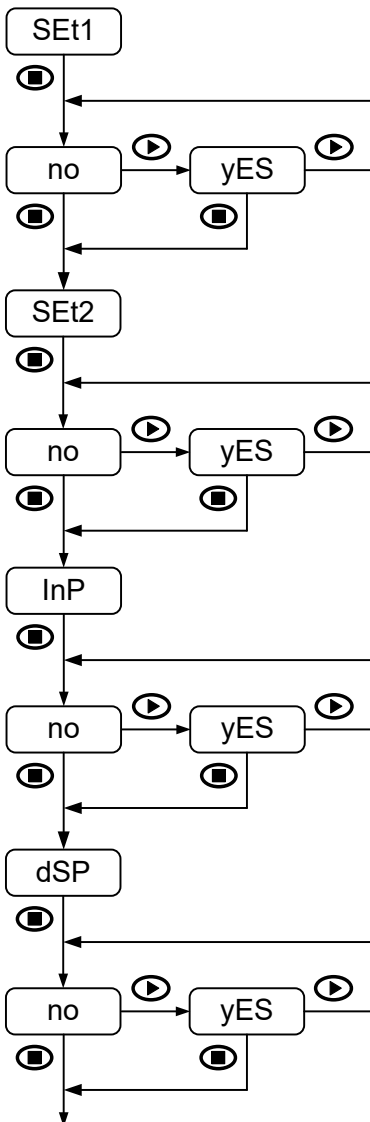 SEt1
no yES
SEt2
no yES
InP
no yES
dSP
no yES